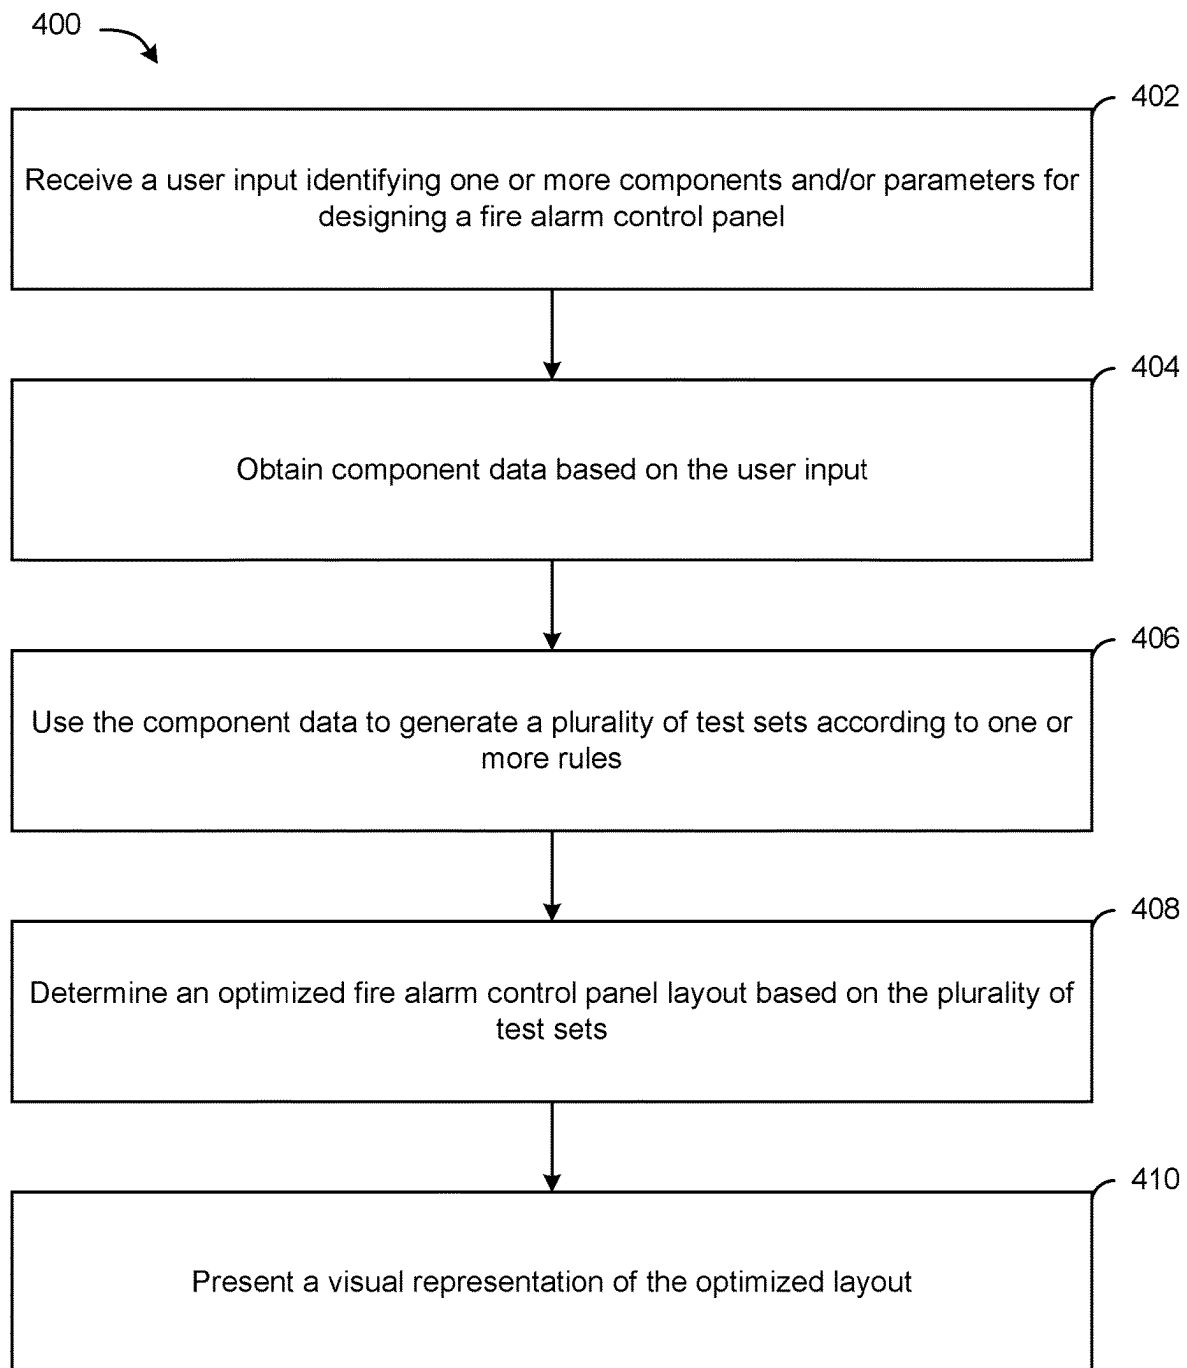 400
402
Receive a user input identifying one or more components and/or parameters for
designing a fire alarm control panel
404
Obtain component data based on the user input
406
Use the component data to generate a plurality of test sets according to one or
more rules
408
Determine an optimized fire alarm control panel layout based on the plurality of
test sets
410
Present a visual representation of the optimized layout